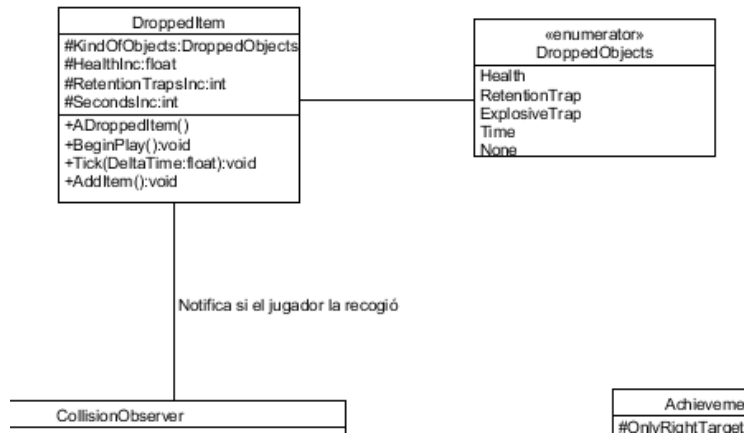 DroppedItem
#KindOfObjects:DroppedObjects
#HealthInc:float
#RetentionTrapsInc:int
#SecondsInc:int
+ADroppedItem()
+BeginPlay():void
+Tick(DeltaTime:float):void
+AddItem():void
«enumerator»
DroppedObjects
Health
RetentionTrap
ExplosiveTrap
Time
None
Notifica si el jugador la recogió
CollisionObserver
Achieveme
#OnlyRightTarget